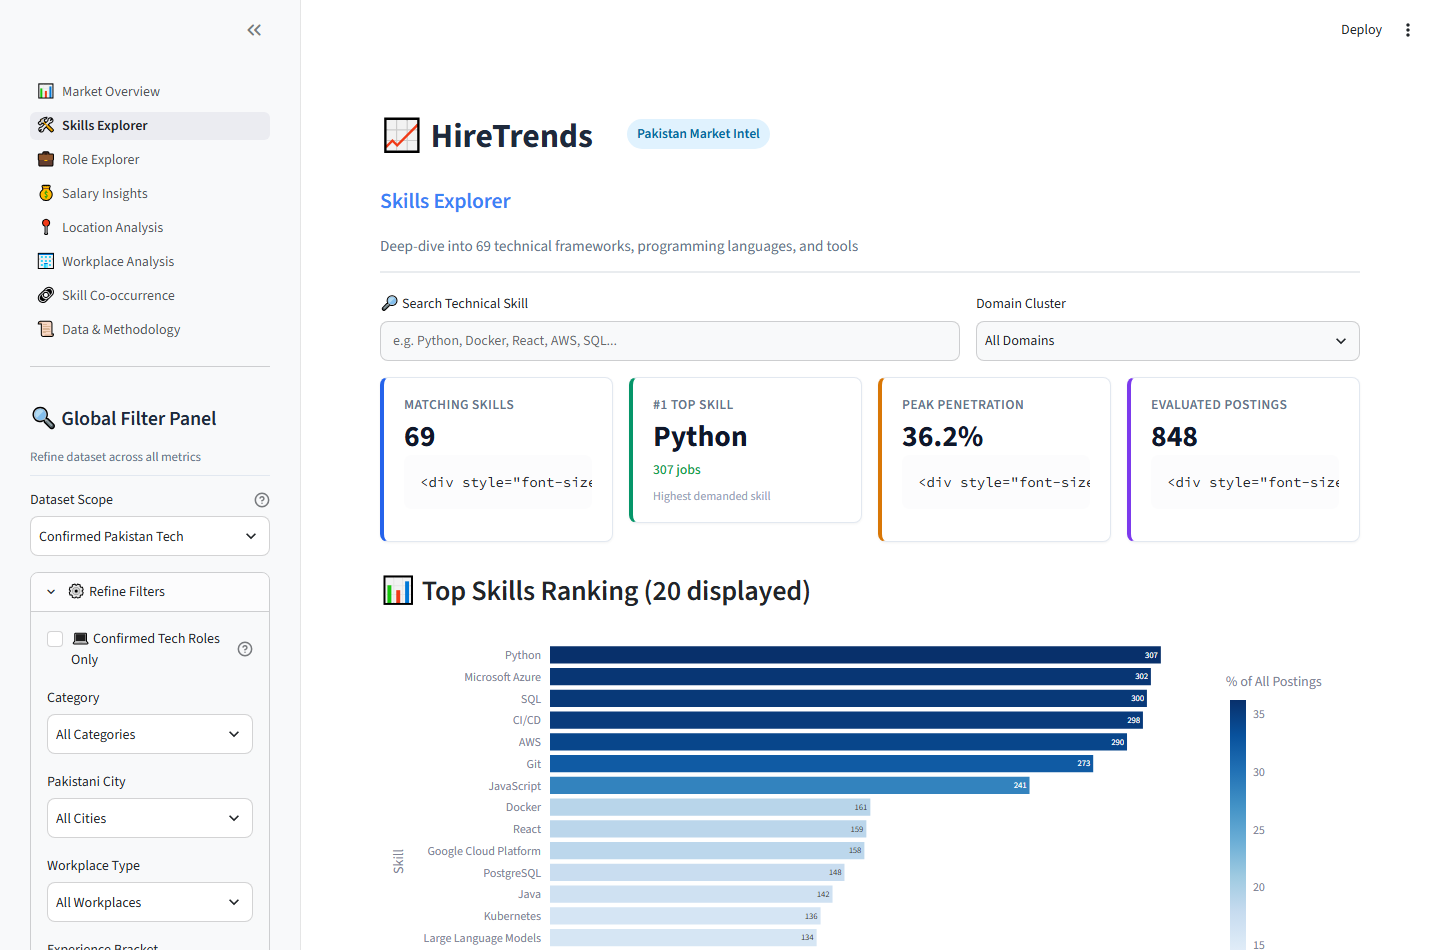 Deploy
Market Overview
Skills Explorer
Role Explorer
Salary Insights
Location Analysis
Workplace Analysis
Skill Co-occurrence
Data & Methodology
Global Filter Panel
Refine dataset across all metrics
Dataset Scope
Confirmed Pakistan Tech
Refine Filters
Confirmed Tech Roles
Only
Category
All Categories
Pakistani City
All Cities
Workplace Type
All Workplaces
Experience Bracket
HireTrends
Pakistan Market Intel
Skills Explorer
Deep-dive into 69 technical frameworks, programming languages, and tools
Search Technical Skill
e.g. Python, Docker, React, AWS, SQL...
Domain Cluster
All Domains
MATCHING SKILLS
69
<div style="font-size
#1 TOP SKILL
Python
307 jobs
Highest demanded skill
PEAK PENETRATION
36.2%
<div style="font-size
EVALUATED POSTINGS
848
<div style="font-size
Top Skills Ranking (20 displayed)
Skill
Python 307
Microsoft Azure 302
SQL 300
CI/CD 298
AWS 290
Git 273
JavaScript 241
Docker 161
React 159
Google Cloud Platform 158
PostgreSQL 148
Java 142
Kubernetes 136
Large Language Models 134
% of All Postings
35
30
25
20
15